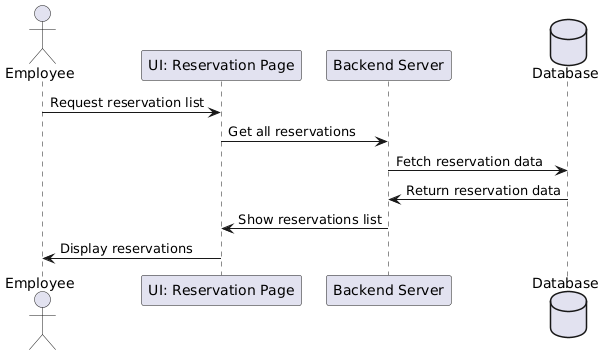 Employee
UI: Reservation Page
Backend Server
Database
Request reservation list
Get all reservations
Fetch reservation data
Return reservation data
Show reservations list
Display reservations
Employee
UI: Reservation Page
Backend Server
Database